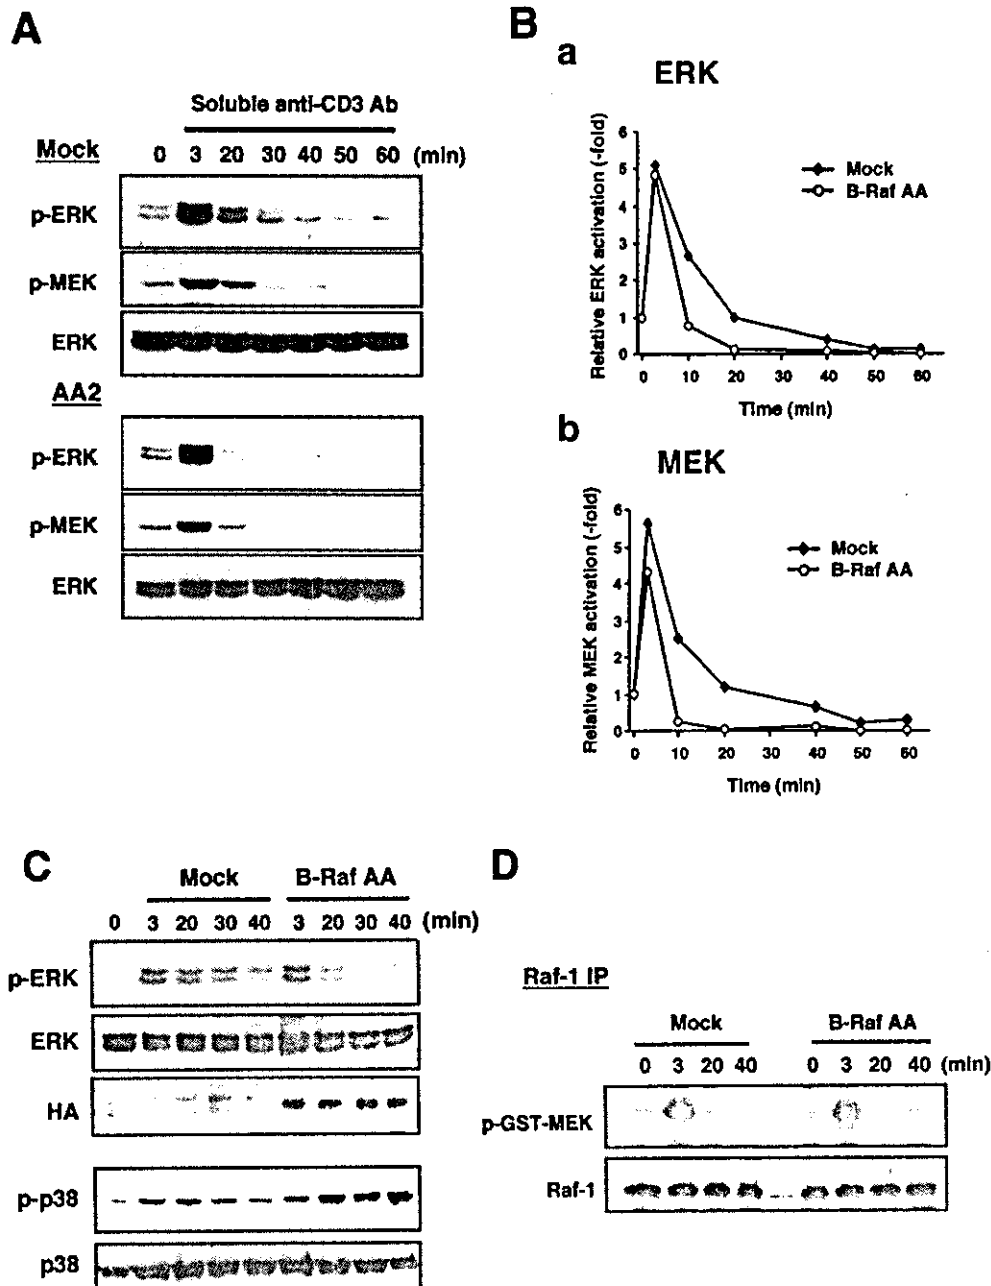 A
Soluble anti-CD3 Ab
Mock 0 3 20 30 40 50 60 (min)
p-ERK
p-MEK
ERK
AA2
p-ERK
p-MEK
ERK
B
a
ERK
Relative ERK activation (-fold)
6
5
4
3
2
1
0
Mock
B-Raf AA
0 10 20 30 40 50 60
Time (min)
b
MEK
Relative MEK activation (-fold)
6
5
4
3
2
1
0
Mock
B-Raf AA
0 10 20 30 40 50 60
Time (min)
C
Mock B-Raf AA
0 3 20 30 40 3 20 30 40 (min)
p-ERK
ERK
HA
p-p38
p38
D
Raf-1 IP
Mock B-Raf AA
0 3 20 40 0 3 20 40 (min)
p-GST-MEK
Raf-1